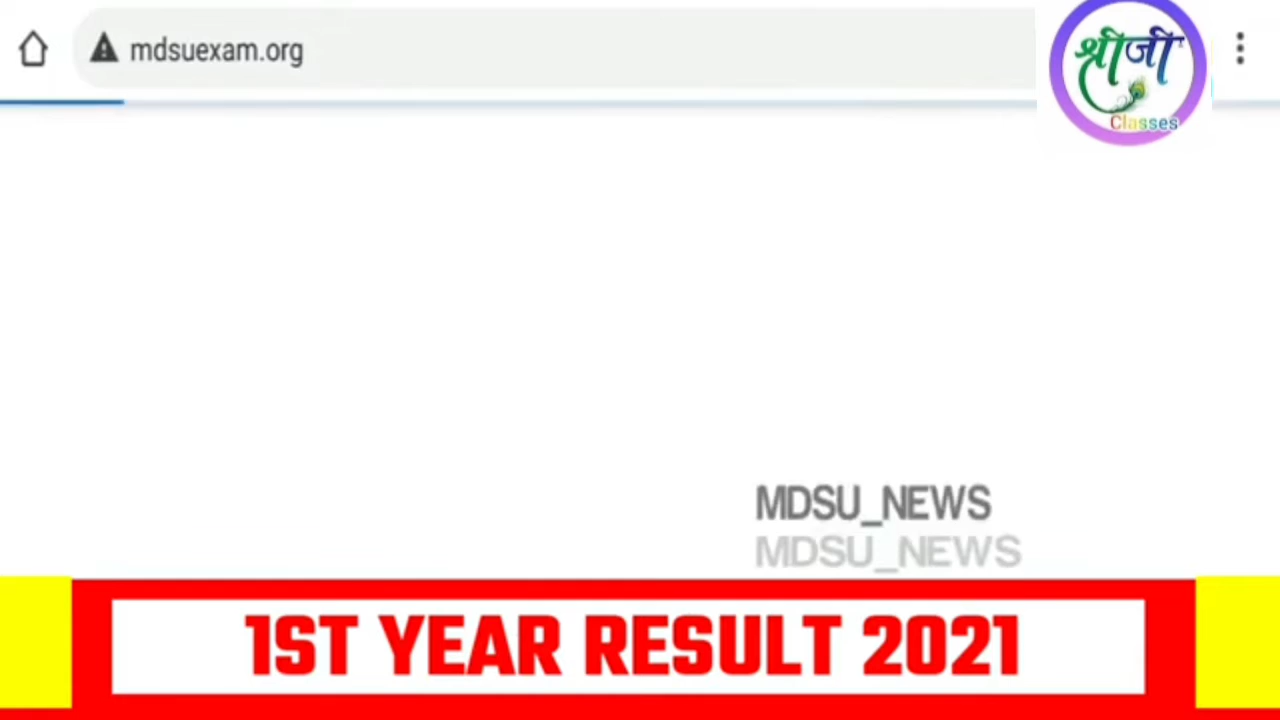 mdsuexam.org
श्रीजी
Classes
MDSU_NEWS
MDSU_NEWS
1ST YEAR RESULT 2021